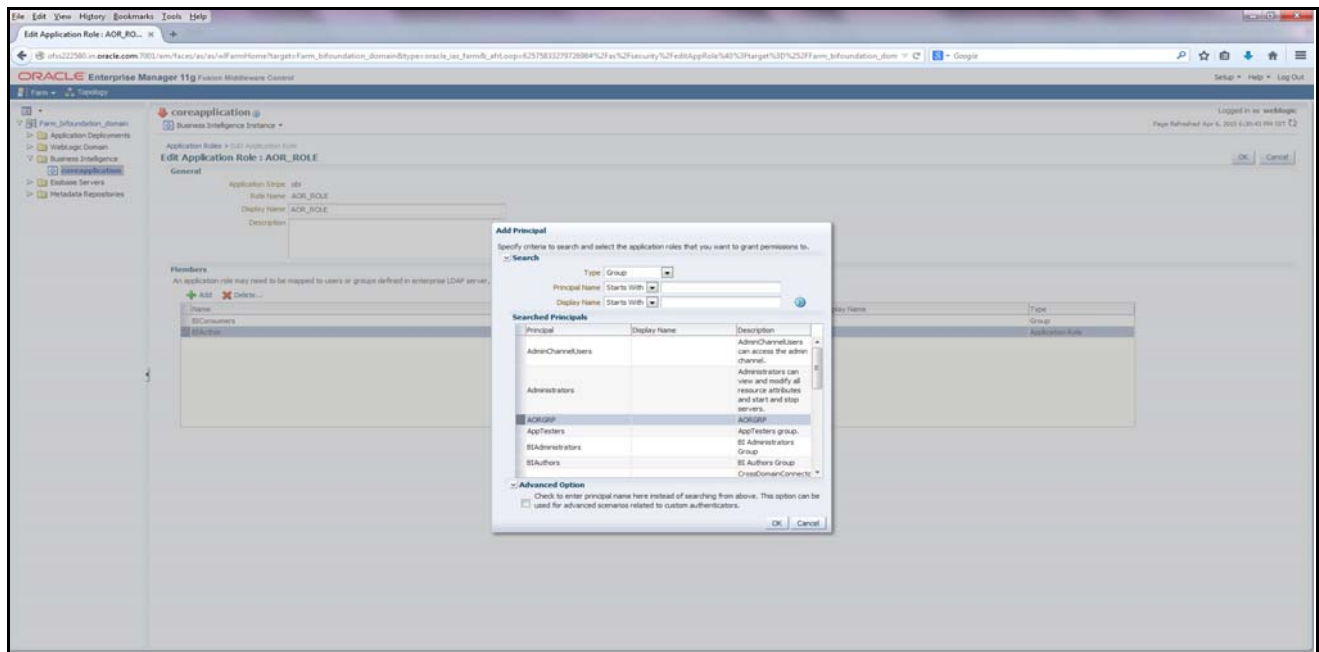 File Edit View History Bookmarks Tools Help
Edit Application Role : AOR_RO...
Google
ORACLE Enterprise Manager 11g Fusion Middleware Control
Setup Help Log Out
Farm Topology
Farm_bifoundation_domain
Application Deployments
WebLogic Domain
Business Intelligence
coreapplication
Essbase Servers
Metadata Repositories
coreapplication
Business Intelligence Instance
Logged in as weblogic
Application Roles > Edit Application Role
Edit Application Role : AOR_ROLE
OK Cancel
General
Application Stripe obi
Role Name AOR_ROLE
Display Name AOR_ROLE
Description
Members
An application role may need to be mapped to users or groups defined in enterprise LDAP server,
Add Delete...
Name Display Name Type
BIConsumers Group
BIAuthor Application Role
Add Principal
Specify criteria to search and select the application roles that you want to grant permissions to.
Search
Type Group
Principal Name Starts With
Display Name Starts With
Searched Principals
Principal Display Name Description
AdminChannelUsers AdminChannelUsers can access the admin channel.
Administrators Administrators can view and modify all resource attributes and start and stop servers.
AORGRP AORGRP
AppTesters AppTesters group.
BIAdministrators BI Administrators Group
BIAuthors BI Authors Group
CrossDomainConnectc
Advanced Option
Check to enter principal name here instead of searching from above. This option can be
used for advanced scenarios related to custom authenticators.
OK Cancel